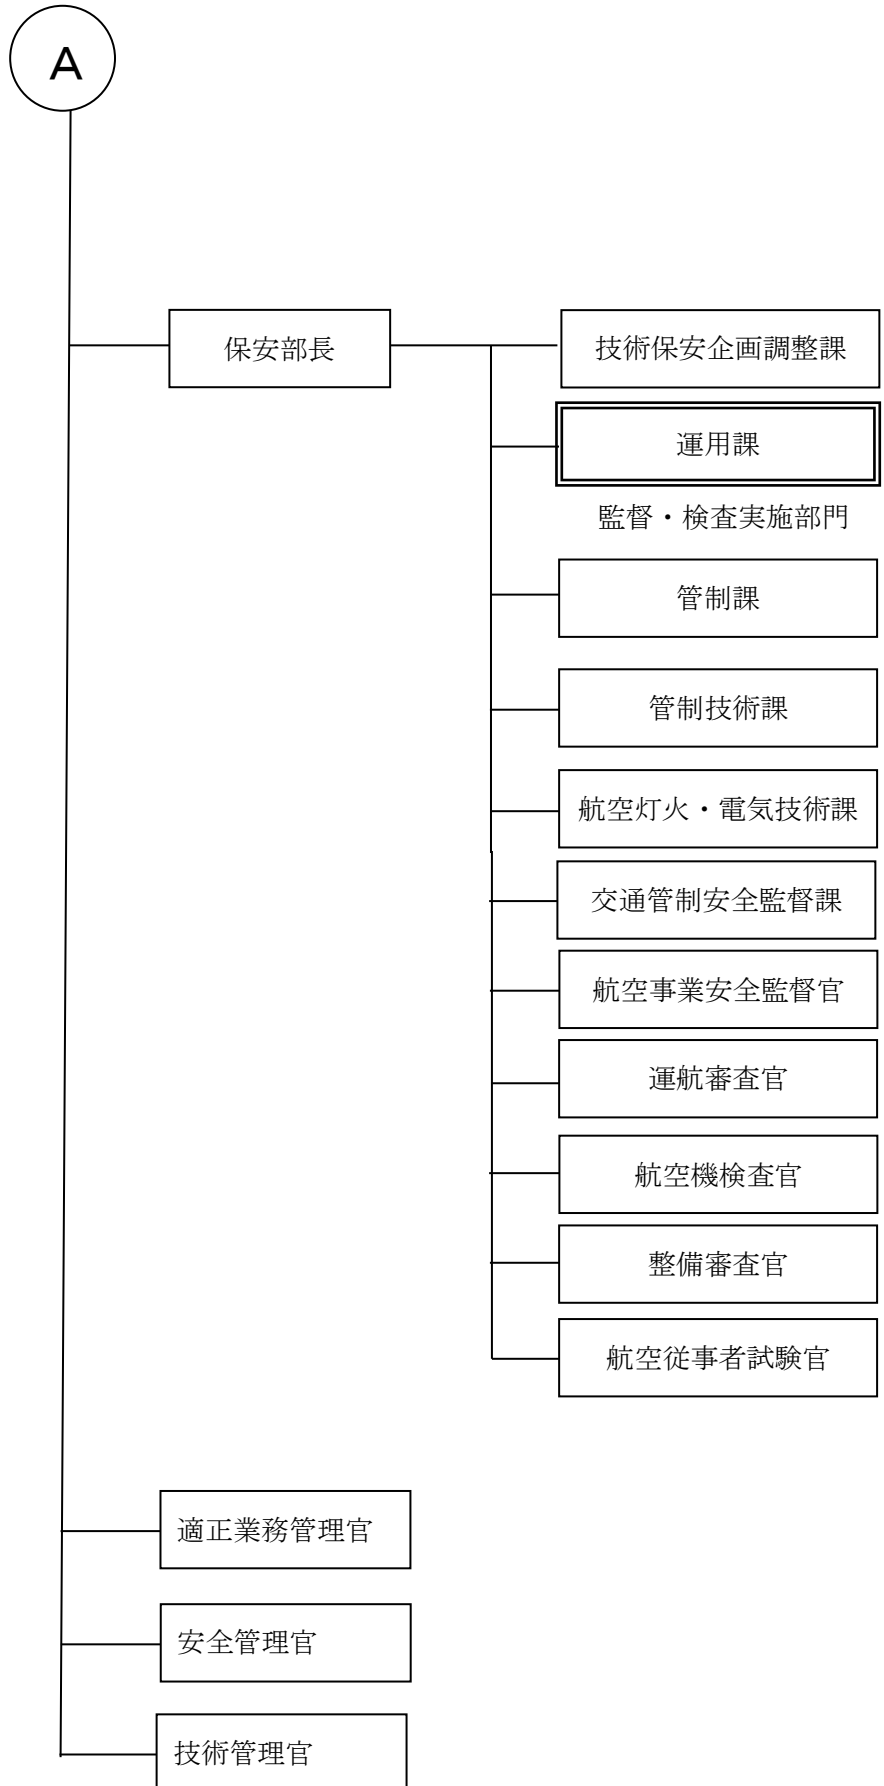 A
保安部長
技術保安企画調整課
運用課
監督・検査実施部門
管制課
管制技術課
航空灯火・電気技術課
交通管制安全監督課
航空事業安全監督官
運航審査官
航空機検査官
整備審査官
航空従事者試験官
適正業務管理官
安全管理官
技術管理官